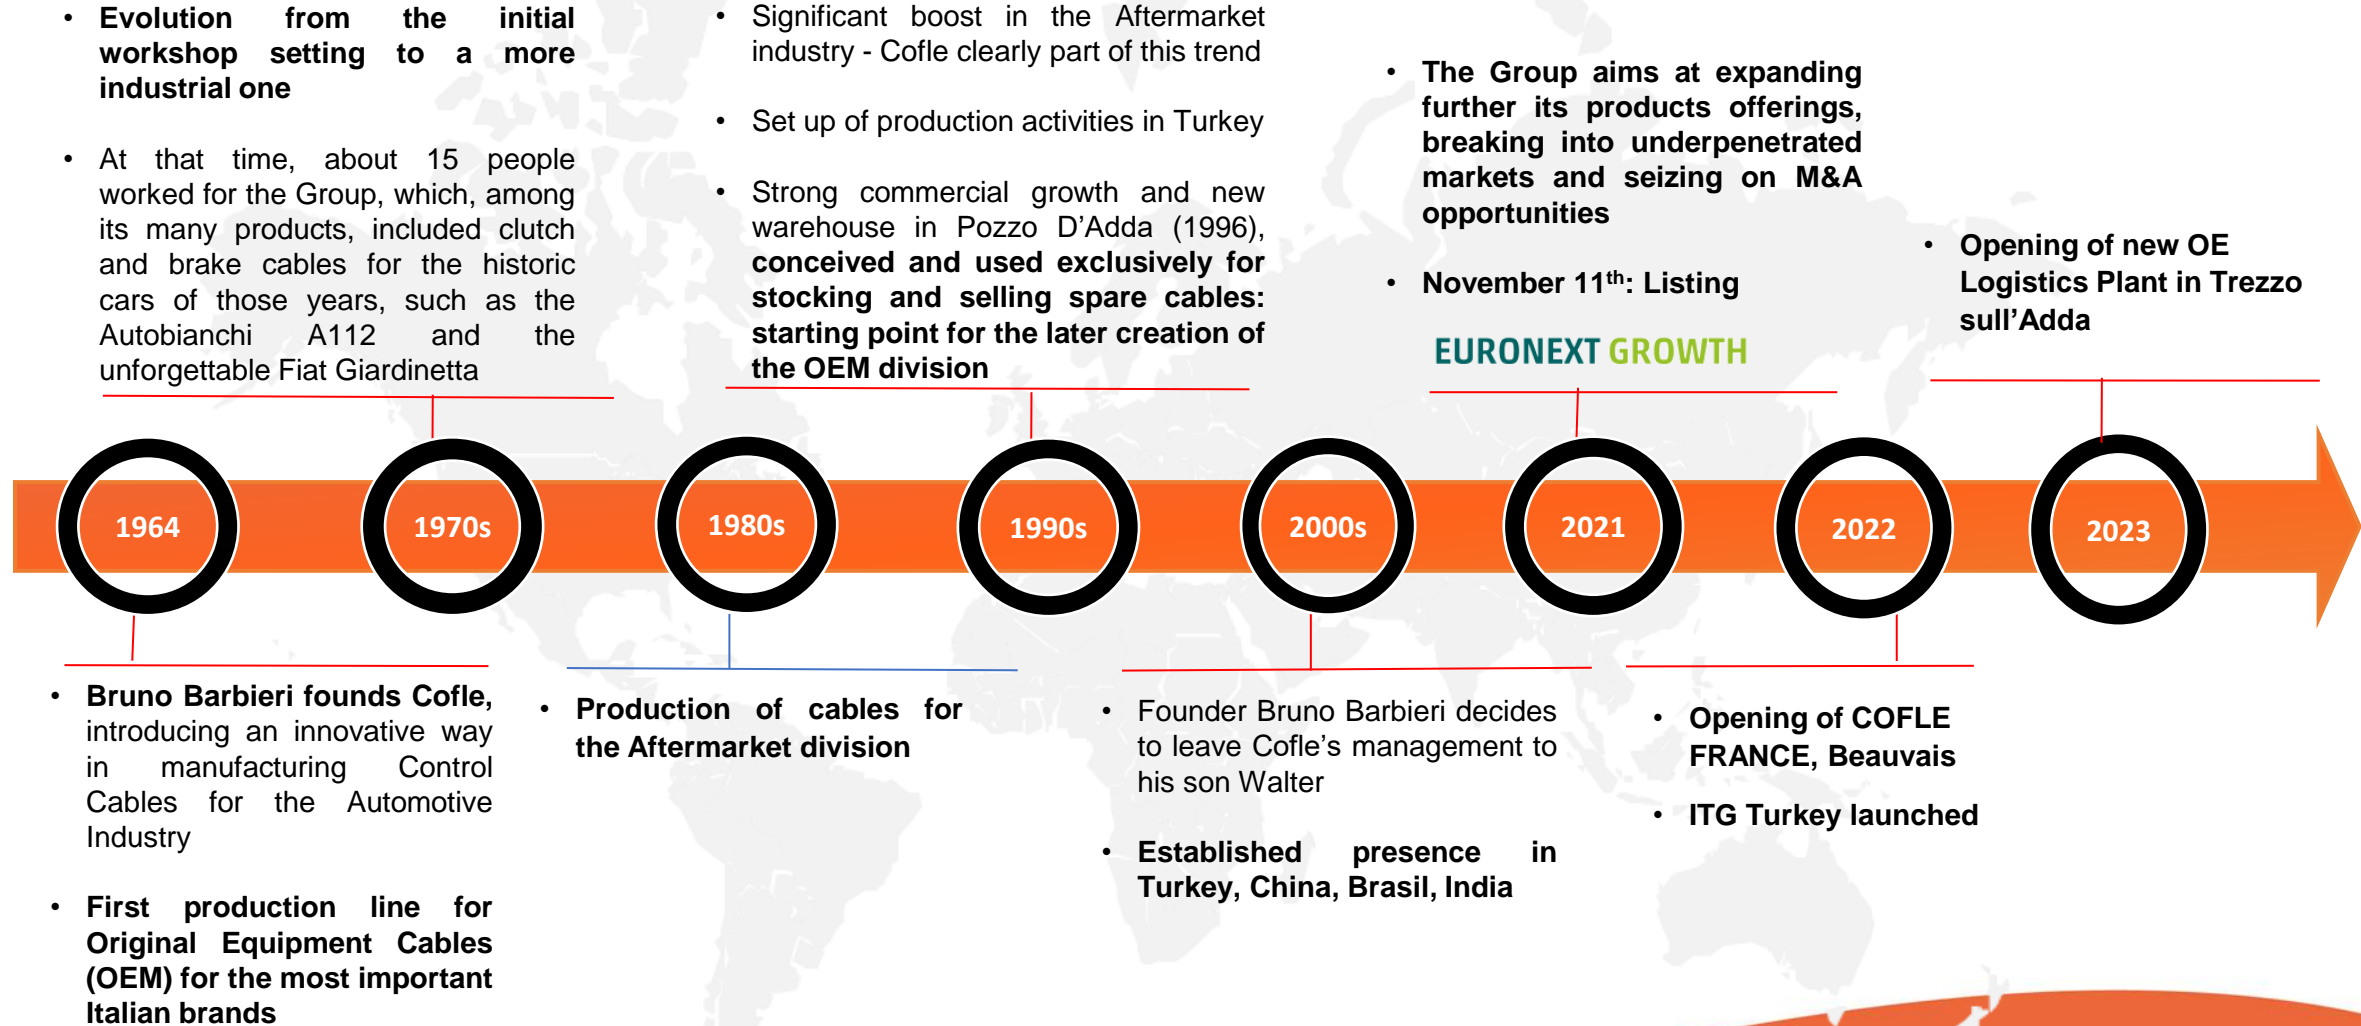 • Evolution from the initial
workshop setting to a more
industrial one
• At that time, about 15 people
worked for the Group, which, among
its many products, included clutch
and brake cables for the historic
cars of those years, such as the
Autobianchi A112 and the
unforgettable Fiat Giardinetta
• Significant boost in the Aftermarket
industry - Cofle clearly part of this trend
• Set up of production activities in Turkey
• Strong commercial growth and new
warehouse in Pozzo D’Adda (1996),
conceived and used exclusively for
stocking and selling spare cables:
starting point for the later creation of
the OEM division
• The Group aims at expanding
further its products offerings,
breaking into underpenetrated
markets and seizing on M&A
opportunities
• November 11th: Listing
EURONEXT GROWTH
• Opening of new OE
Logistics Plant in Trezzo
sull’Adda
1964
1970s
1980s
1990s
2000s
2021
2022
2023
• Bruno Barbieri founds Cofle,
introducing an innovative way
in manufacturing Control
Cables for the Automotive
Industry
• First production line for
Original Equipment Cables
(OEM) for the most important
Italian brands
• Production of cables for
the Aftermarket division
• Founder Bruno Barbieri decides
to leave Cofle’s management to
his son Walter
• Established presence in
Turkey, China, Brasil, India
• Opening of COFLE
FRANCE, Beauvais
• ITG Turkey launched